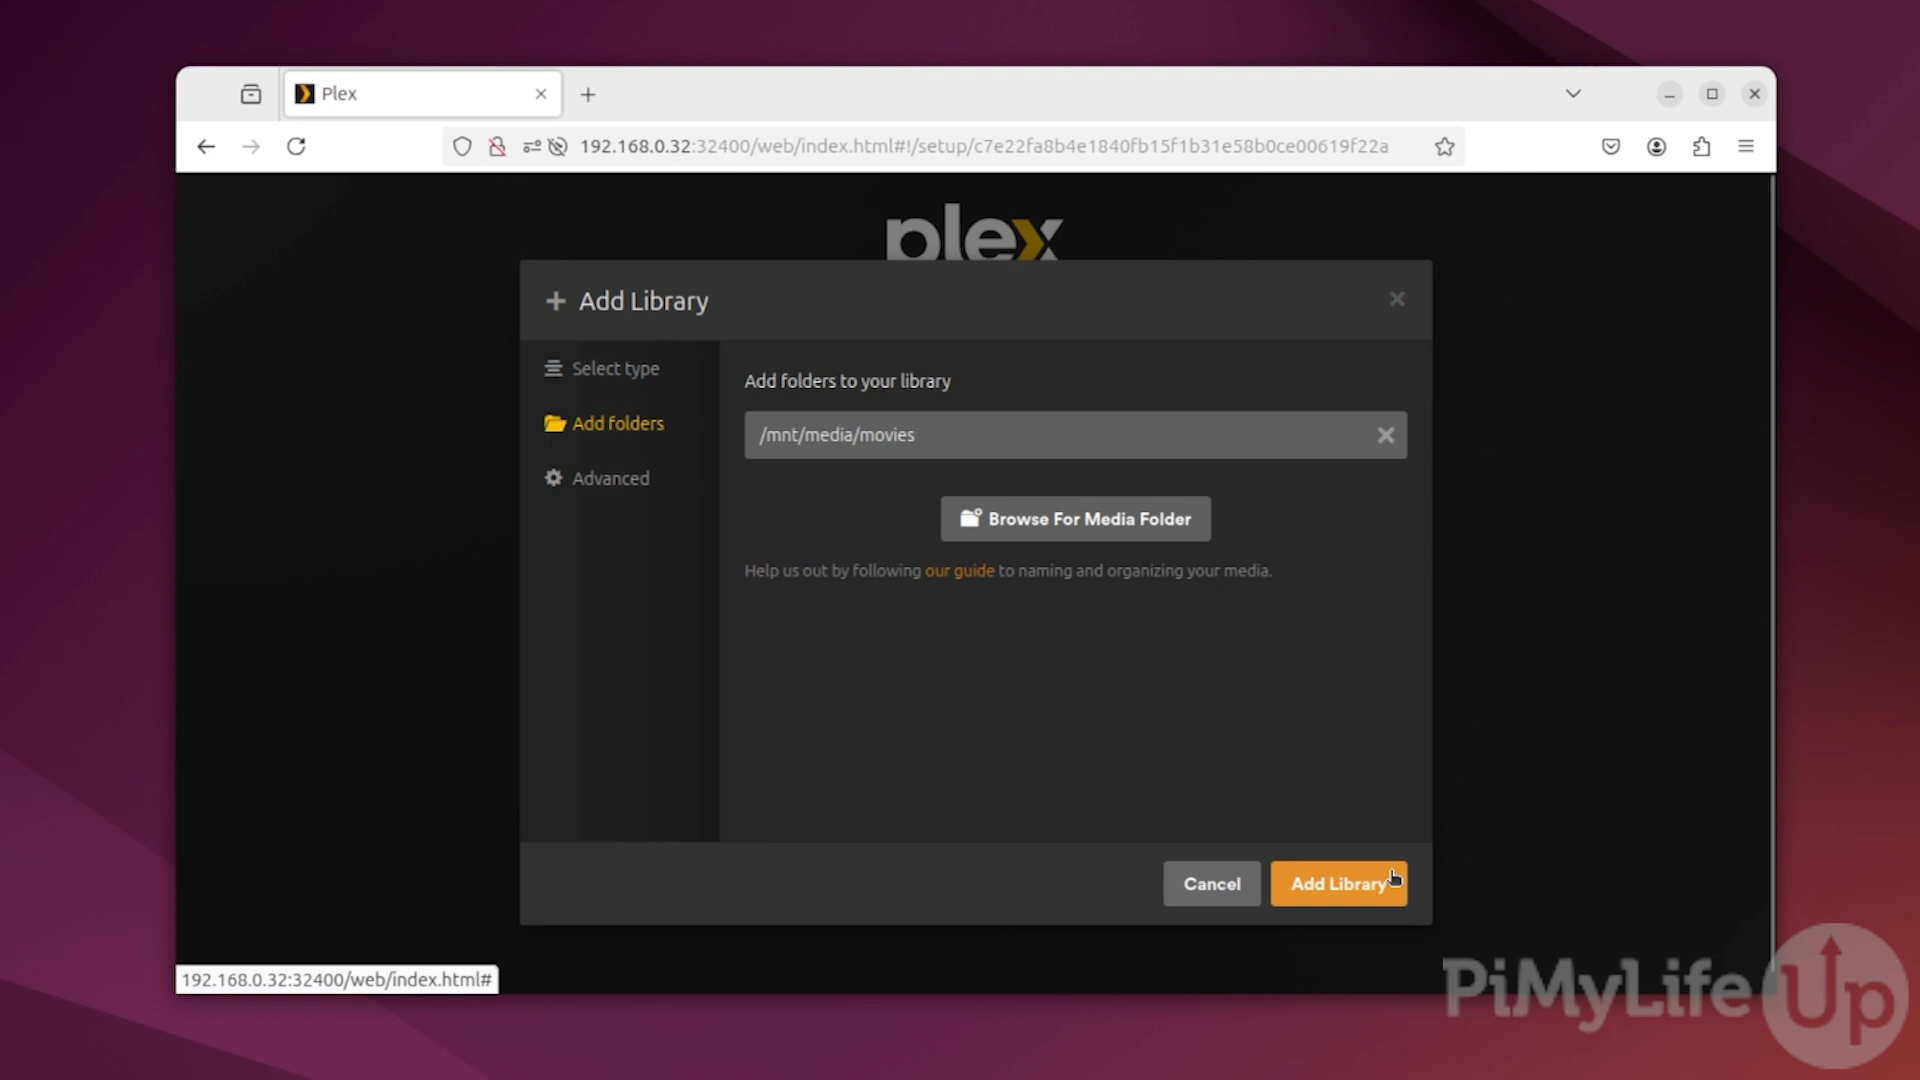 Plex
192.168.0.32:32400/web/index.html#!/setup/c7e22fa8b4e1840fb15f1b31e58b0ce00619f22a
plex
Add Library
Select type
Add folders
Advanced
Add folders to your library
/mnt/media/movies
Browse For Media Folder
Help us out by following our guide to naming and organizing your media.
Cancel
Add Library
192.168.0.32:32400/web/index.html#
PiMyLifeUp